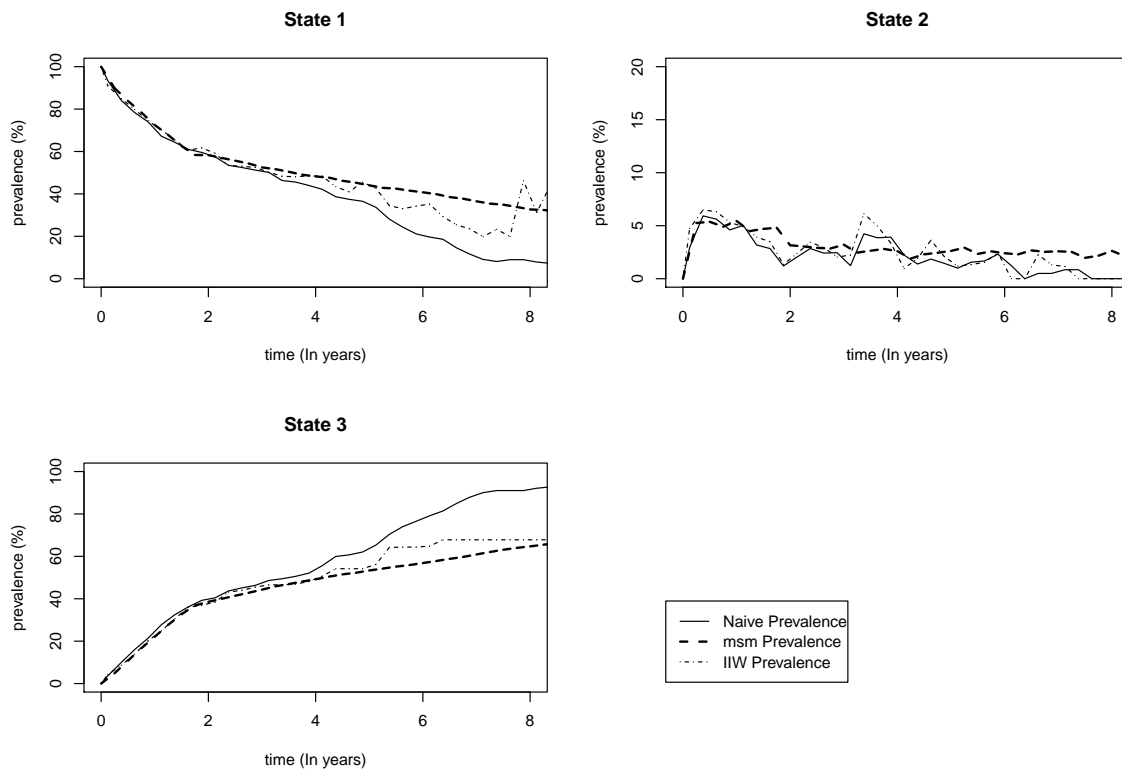 State 1
prevalence (%)
100
80
60
40
20
0
0 2 4 6 8
time (In years)
State 2
prevalence (%)
20
15
10
5
0
0 2 4 6 8
time (In years)
State 3
prevalence (%)
100
80
60
40
20
0
0 2 4 6 8
time (In years)
Naive Prevalence
msm Prevalence
IIW Prevalence